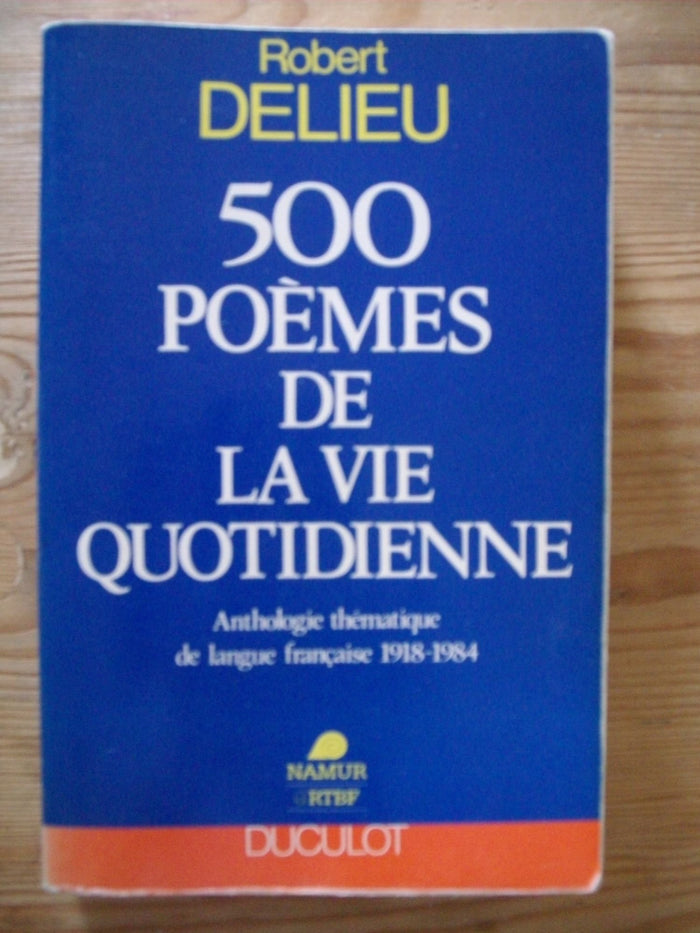 Robert
DELIEU
500
POÈMES
DE
LA VIE
QUOTIDIENNE
Anthologie thématique
de langue française 1918-1984
NAMUR
RTBF
DUCULOT